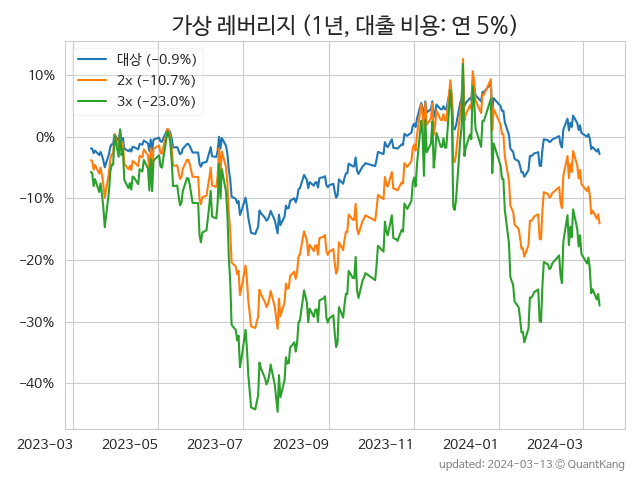 가상 레버리지 (1년, 대출 비용: 연 5%)
대상 (−0.9%)
2x (−10.7%)
3x (−23.0%)
10%
0%
−10%
−20%
−30%
−40%
2023-03 2023-05 2023-07 2023-09 2023-11 2024-01 2024-03
updated: 2024-03-13 ⓒ QuantKang